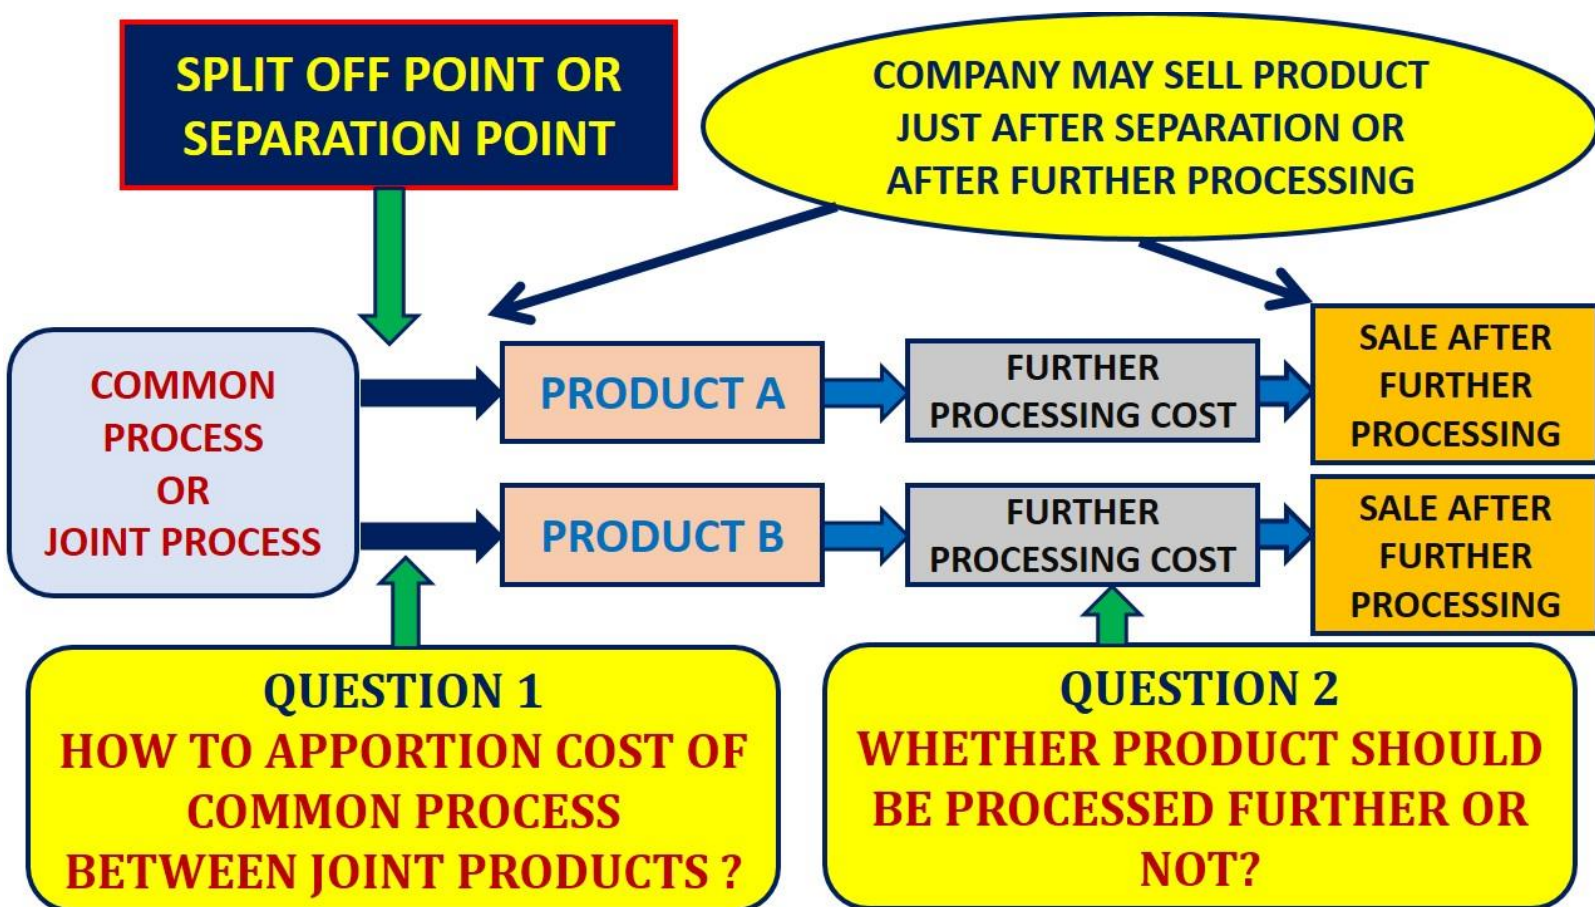 SPLIT OFF POINT OR
SEPARATION POINT
COMPANY MAY SELL PRODUCT
JUST AFTER SEPARATION OR
AFTER FURTHER PROCESSING
COMMON
PROCESS
OR
JOINT PROCESS
PRODUCT A
FURTHER
PROCESSING COST
SALE AFTER
FURTHER
PROCESSING
PRODUCT B
FURTHER
PROCESSING COST
SALE AFTER
FURTHER
PROCESSING
QUESTION 1
HOW TO APPORTION COST OF
COMMON PROCESS
BETWEEN JOINT PRODUCTS ?
QUESTION 2
WHETHER PRODUCT SHOULD
BE PROCESSED FURTHER OR
NOT?